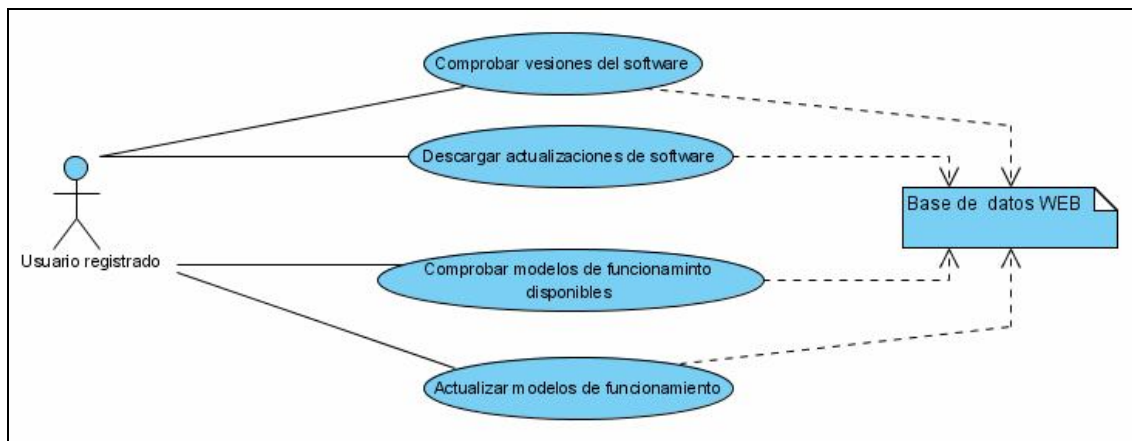 Comprobar vesiones del software
Descargar actualizaciones de software
Base de datos WEB
Usuario registrado
Comprobar modelos de funcionaminto
disponibles
Actualizar modelos de funcionamiento